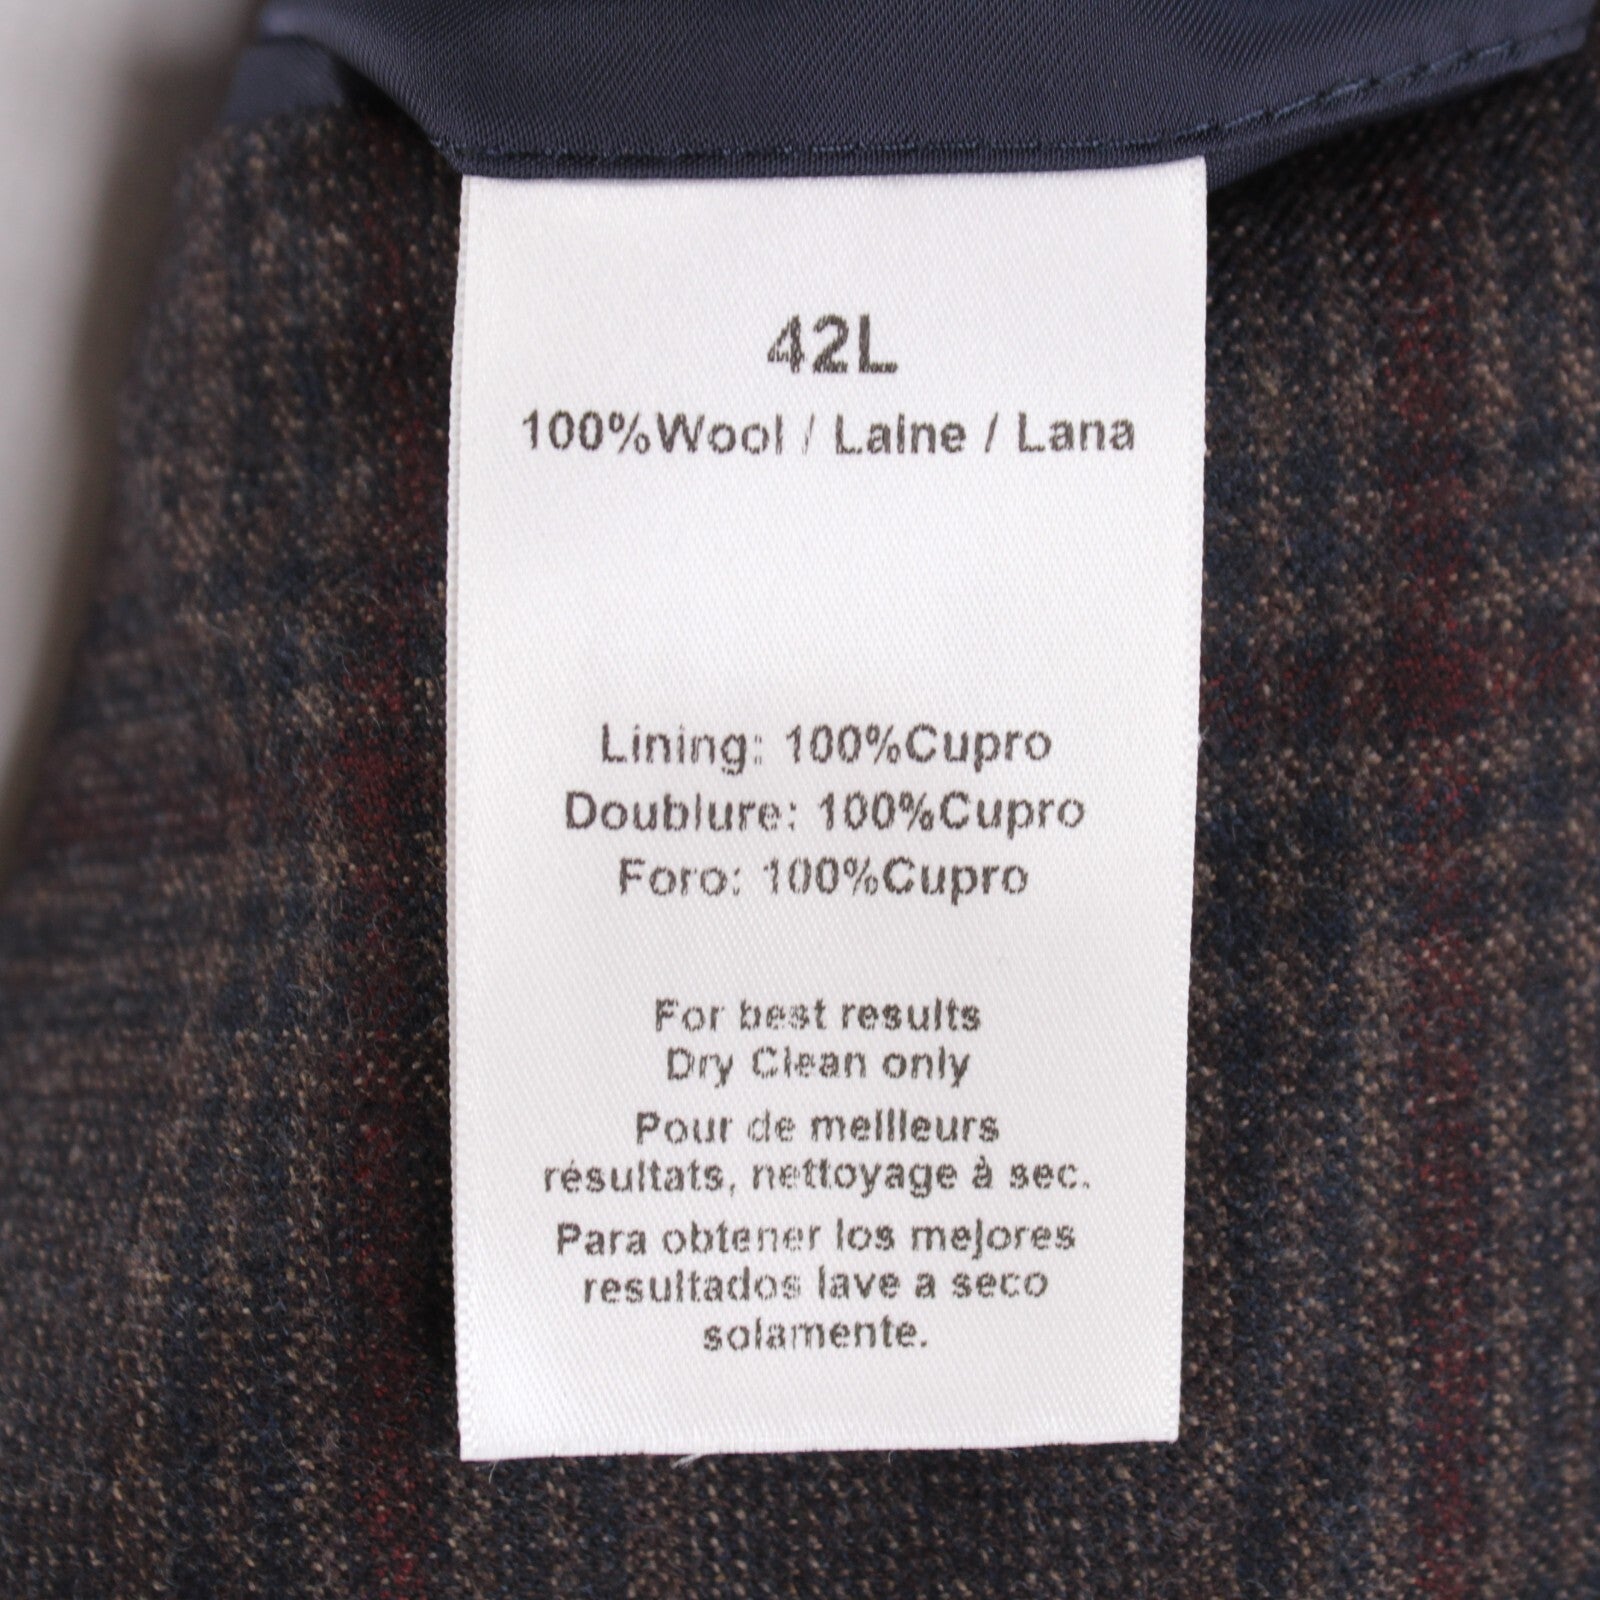 42L
100%Wool / Laine / Lana
Lining: 100%Cupro
Doublure: 100%Cupro
Foro: 100%Cupro
For best results
Dry Clean only
Pour de meilleurs
résultats, nettoyage à sec.
Para obtener los mejores
resultados lave a seco
solamente.